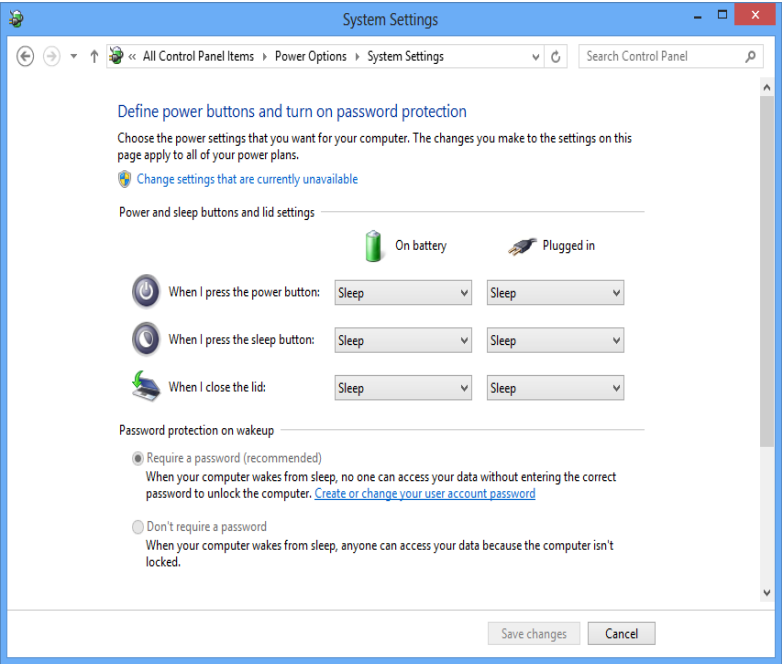 System Settings
« All Control Panel Items Power Options System Settings
Search Control Panel
Define power buttons and turn on password protection
Choose the power settings that you want for your computer. The changes you make to the settings on this
page apply to all of your power plans.
Change settings that are currently unavailable
Power and sleep buttons and lid settings
On battery Plugged in
When I press the power button: Sleep Sleep
When I press the sleep button: Sleep Sleep
When I close the lid: Sleep Sleep
Password protection on wakeup
Require a password (recommended)
When your computer wakes from sleep, no one can access your data without entering the correct
password to unlock the computer. Create or change your user account password
Don't require a password
When your computer wakes from sleep, anyone can access your data because the computer isn't
locked.
Save changes Cancel